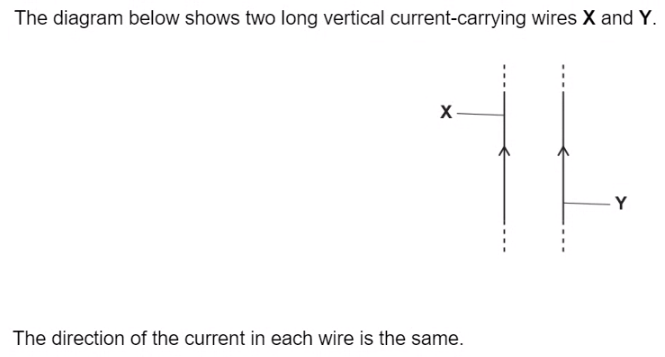 The diagram below shows two long vertical current-carrying wires X and Y.
X
Y
The direction of the current in each wire is the same.